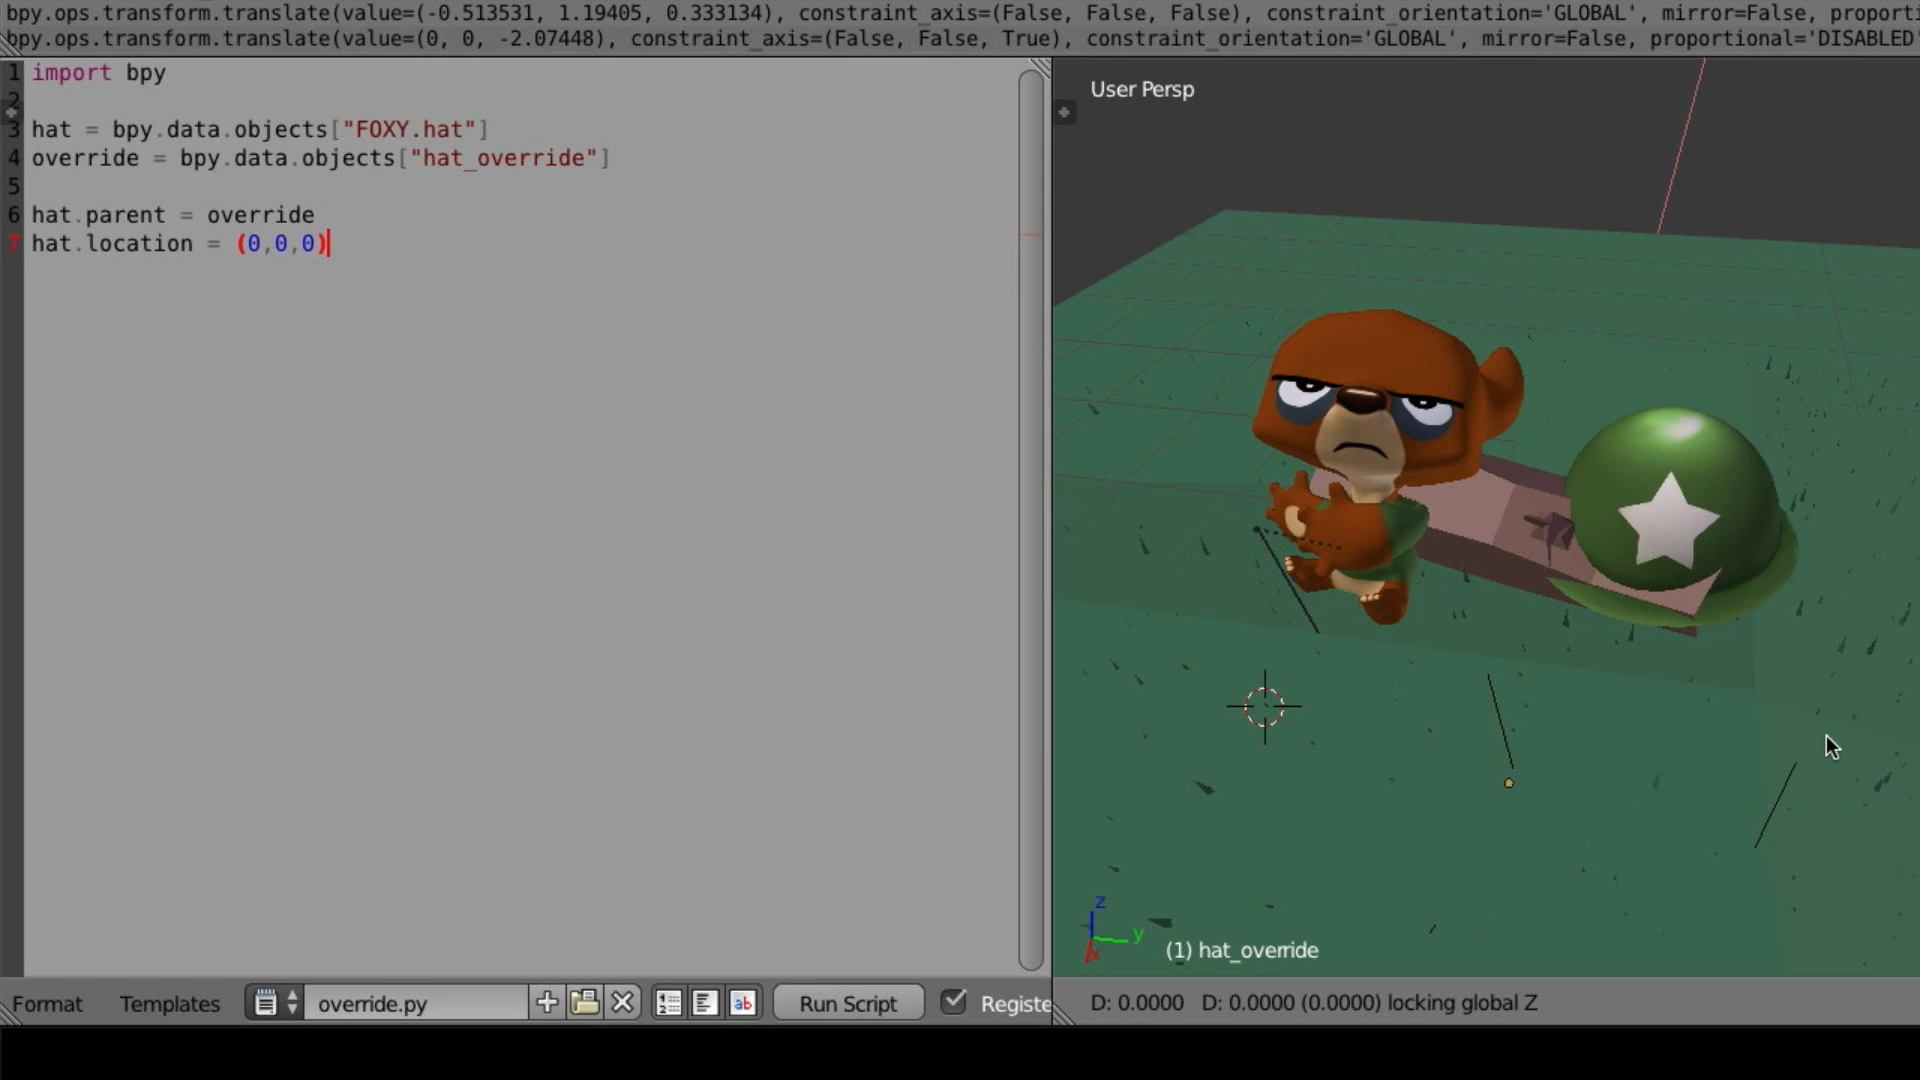 bpy.ops.transform.translate(value=(-0.513531, 1.19405, 0.333134), constraint_axis=(False, False, False), constraint_orientation='GLOBAL', mirror=False, proporti
bpy.ops.transform.translate(value=(0, 0, -2.07448), constraint_axis=(False, False, True), constraint_orientation='GLOBAL', mirror=False, proportional='DISABLED'
1 import bpy
2
3 hat = bpy.data.objects["FOXY.hat"]
4 override = bpy.data.objects["hat_override"]
5
6 hat.parent = override
7 hat.location = (0,0,0)
User Persp
z
y
x
(1) hat_override
Format Templates override.py Run Script Registe
D: 0.0000 D: 0.0000 (0.0000) locking global Z